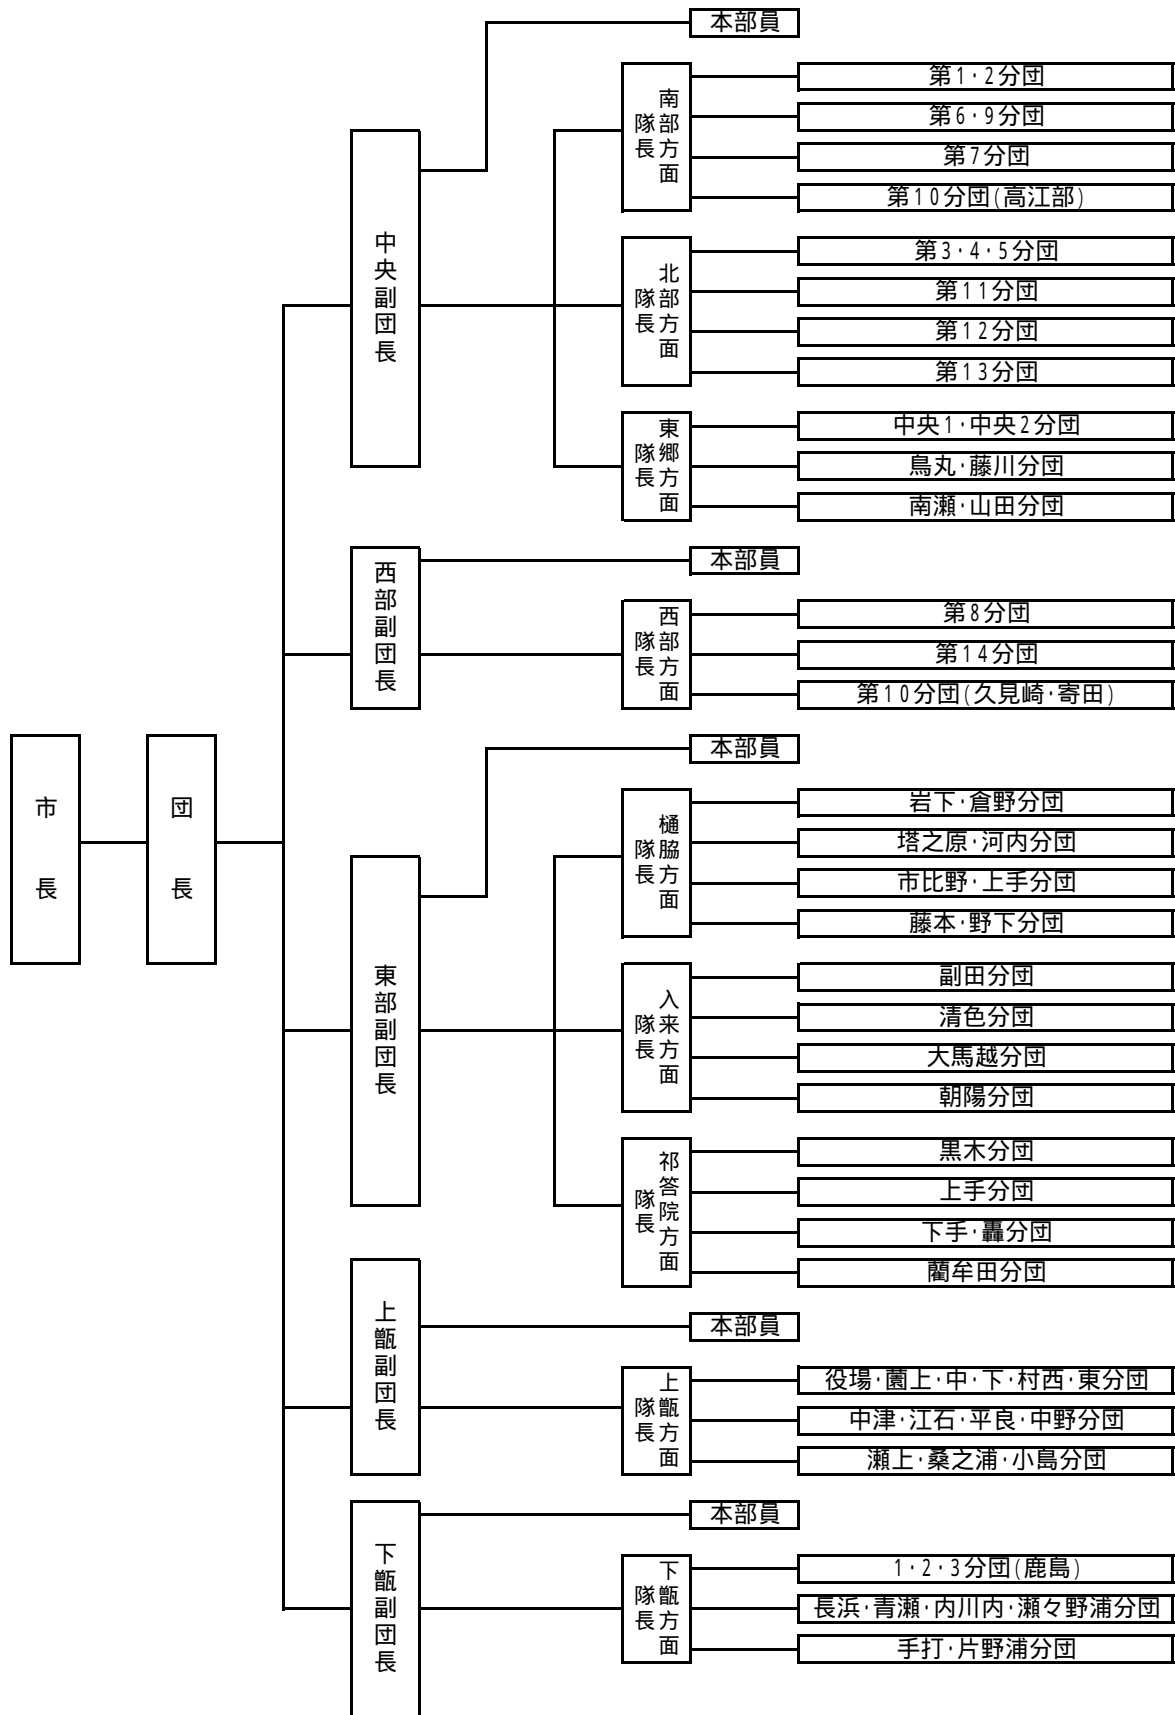 市長
団長
中央副団長
本部員
南部方面
隊長
第1・2分団
第6・9分団
第7分団
第10分団(高江部)
北部方面
隊長
第3・4・5分団
第11分団
第12分団
第13分団
東郷方面
隊長
中央1・中央2分団
鳥丸・藤川分団
南瀬・山田分団
西部副団長
本部員
西部方面
隊長
第8分団
第14分団
第10分団(久見崎・寄田)
東部副団長
本部員
樋脇方面
隊長
岩下・倉野分団
塔之原・河内分団
市比野・上手分団
藤本・野下分団
入来方面
隊長
副田分団
清色分団
大馬越分団
朝陽分団
祁答院方面
隊長
黒木分団
上手分団
下手・轟分団
藺牟田分団
上甑副団長
本部員
上甑方面
隊長
役場・薗上・中・下・村西・東分団
中津・江石・平良・中野分団
瀬上・桑之浦・小島分団
下甑副団長
本部員
下甑方面
隊長
1・2・3分団(鹿島)
長浜・青瀬・内川内・瀬々野浦分団
手打・片野浦分団